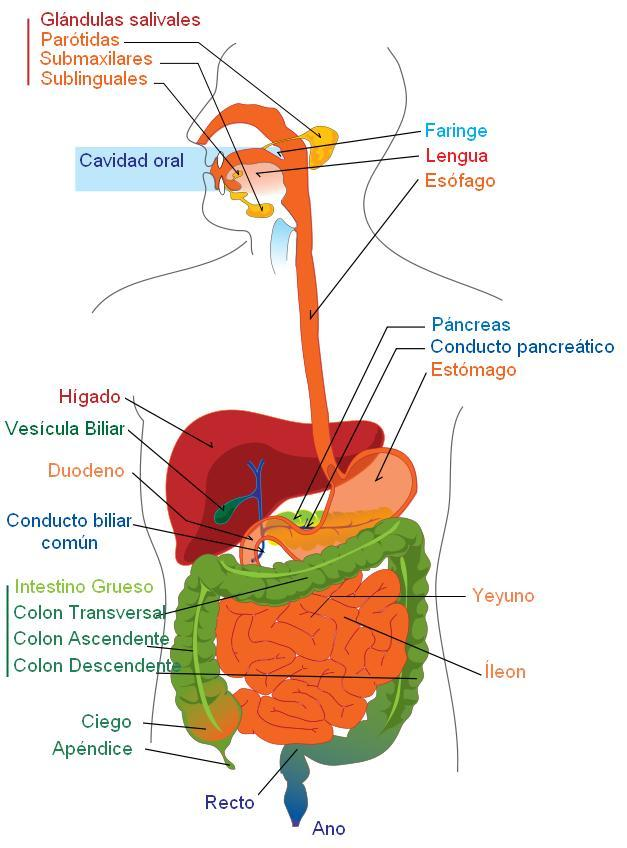 Glándulas salivales
Parótidas
Submaxilares
Sublinguales
Cavidad oral
Faringe
Lengua
Esófago
Páncreas
Conducto pancreático
Estómago
Hígado
Vesícula Biliar
Duodeno
Conducto biliar
común
Intestino Grueso
Colon Transversal
Colon Ascendente
Colon Descendente
Yeyuno
Íleon
Ciego
Apéndice
Recto
Ano